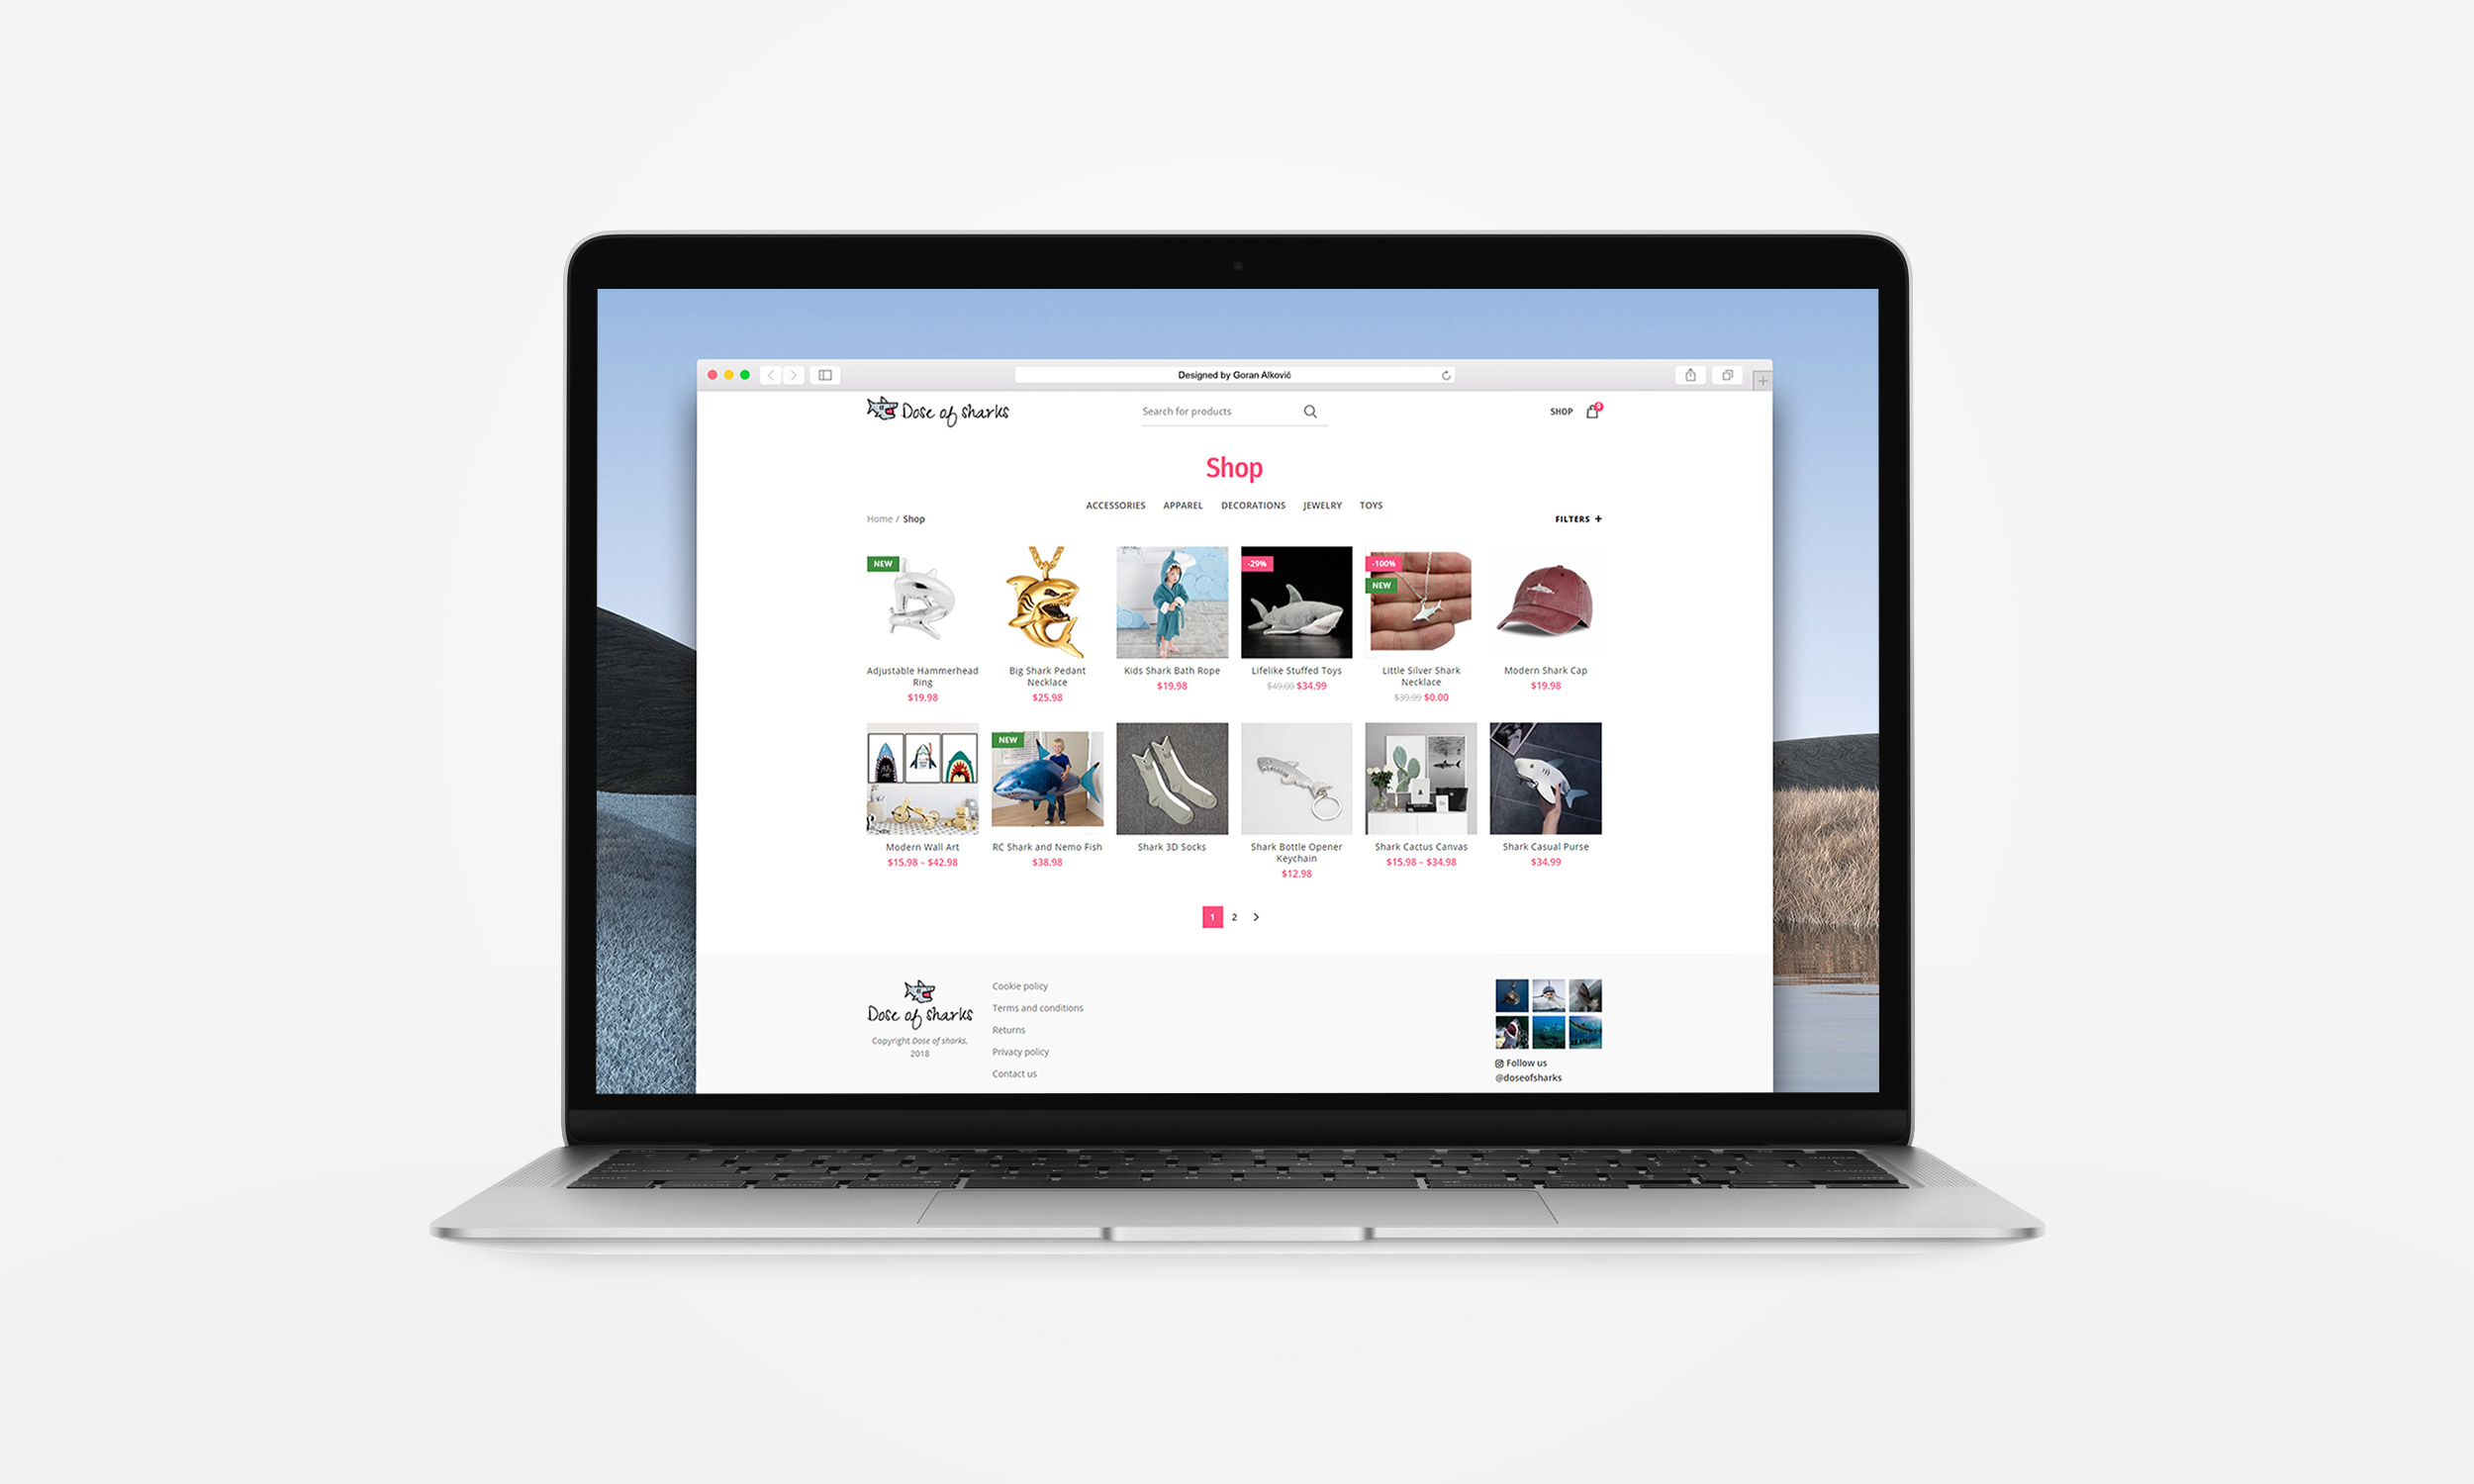 Designed by Goran Alković
Dose of sharks
Search for products
SHOP
Shop
ACCESSORIES APPAREL DECORATIONS JEWELRY TOYS
Home / Shop
FILTERS +
NEW
-29%
-100%
NEW
Adjustable Hammerhead
Ring
$19.98
Big Shark Pedant
Necklace
$25.98
Kids Shark Bath Rope
$19.98
Lifelike Stuffed Toys
$49.00 $34.99
Little Silver Shark
Necklace
$39.99 $0.00
Modern Shark Cap
$19.98
NEW
Modern Wall Art
$15.98 – $42.98
RC Shark and Nemo Fish
$38.98
Shark 3D Socks
Shark Bottle Opener
Keychain
$12.98
Shark Cactus Canvas
$15.98 – $34.98
Shark Casual Purse
$34.99
1 2
Dose of sharks
Copyright Dose of sharks,
2018
Cookie policy
Terms and conditions
Returns
Privacy policy
Contact us
Follow us
@doseofsharks